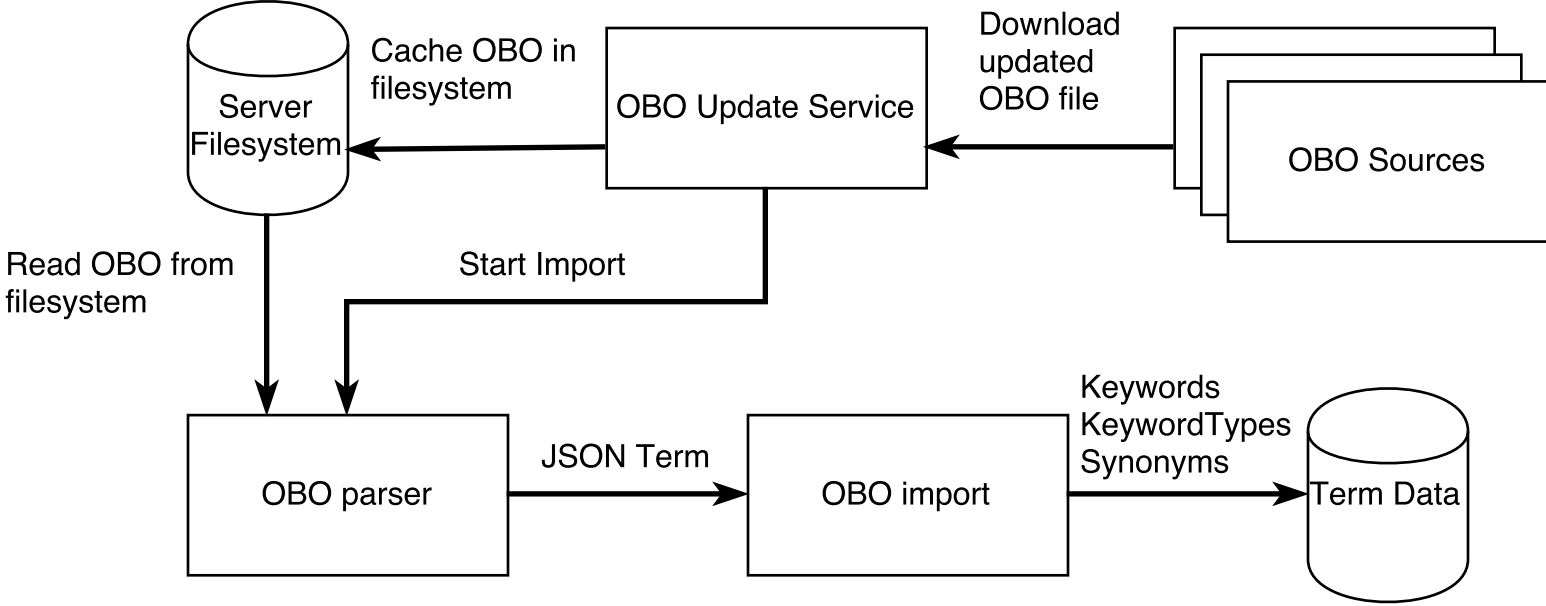 Server
Filesystem
Cache OBO in
filesystem
OBO Update Service
Download
updated
OBO file
OBO Sources
Read OBO from
filesystem
Start Import
OBO parser
JSON Term
OBO import
Keywords
KeywordTypes
Synonyms
Term Data